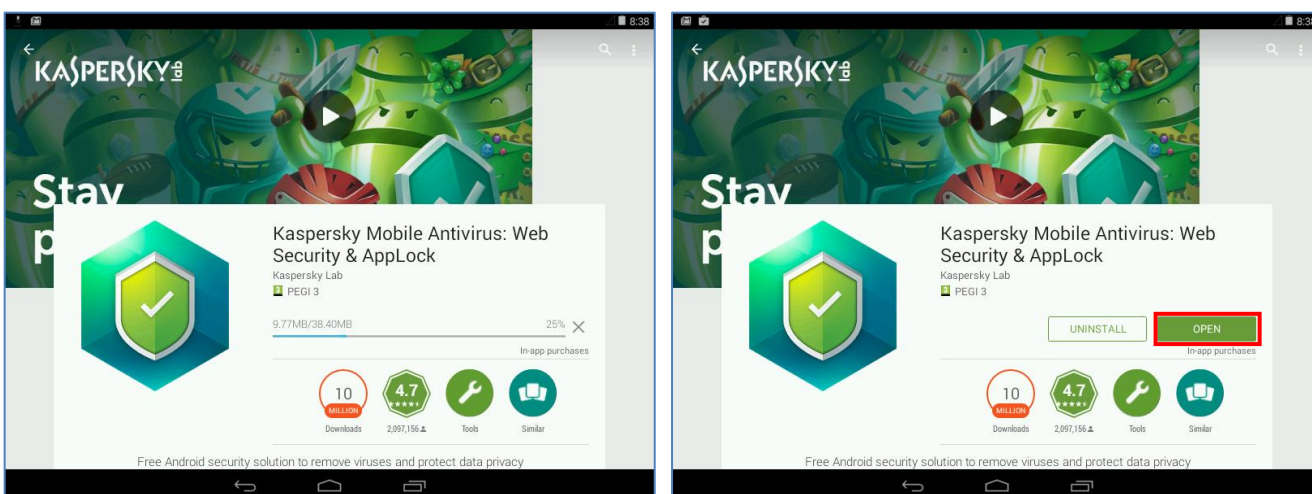 8:38
KASPERSKY lab
Stay
p
Kaspersky Mobile Antivirus: Web
Security & AppLock
Kaspersky Lab
3 PEGI 3
9.77MB/38.40MB 25%
In-app purchases
10
MILLION
4.7
Downloads 2,097,156 Tools Similar
Free Android security solution to remove viruses and protect data privacy
8:38
KASPERSKY lab
Stay
p
Kaspersky Mobile Antivirus: Web
Security & AppLock
Kaspersky Lab
3 PEGI 3
UNINSTALL OPEN
In-app purchases
10
MILLION
4.7
Downloads 2,097,156 Tools Similar
Free Android security solution to remove viruses and protect data privacy